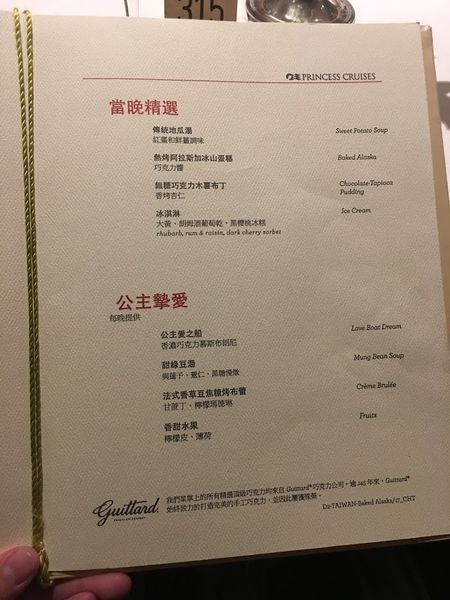 315
PRINCESS CRUISES
當晚精選
傳統地瓜湯 Sweet Potato Soup
紅棗和鮮薑調味
熱烤阿拉斯加冰山蛋糕 Baked Alaska
巧克力醬
無糖巧克力木薯布丁 Chocolate-Tapioca
香烤杏仁 Pudding
冰淇淋 Ice Cream
大黃、朗姆酒葡萄乾、黑櫻桃冰糕
rhubarb, rum & raisin, dark cherry sorbet
公主摯愛
每晚提供
公主愛之船 Love Boat Dream
香濃巧克力慕斯布朗尼
甜綠豆湯 Mung Bean Soup
與蓮子、薏仁、黑糖慢燉
法式香草豆焦糖烤布蕾 Crème Brulée
甘蔗丁、檸檬瑪德琳
香甜水果 Fruits
檸檬皮、薄荷
Guittard
我們菜單上的所有精選頂級巧克力均來自 Guittard® 巧克力公司。逾 145 年來，Guittard®
始終致力於打造完美的手工巧克力，並因此屢獲殊榮。
D2-TAIWAN-Baked Alaska/17_CHT